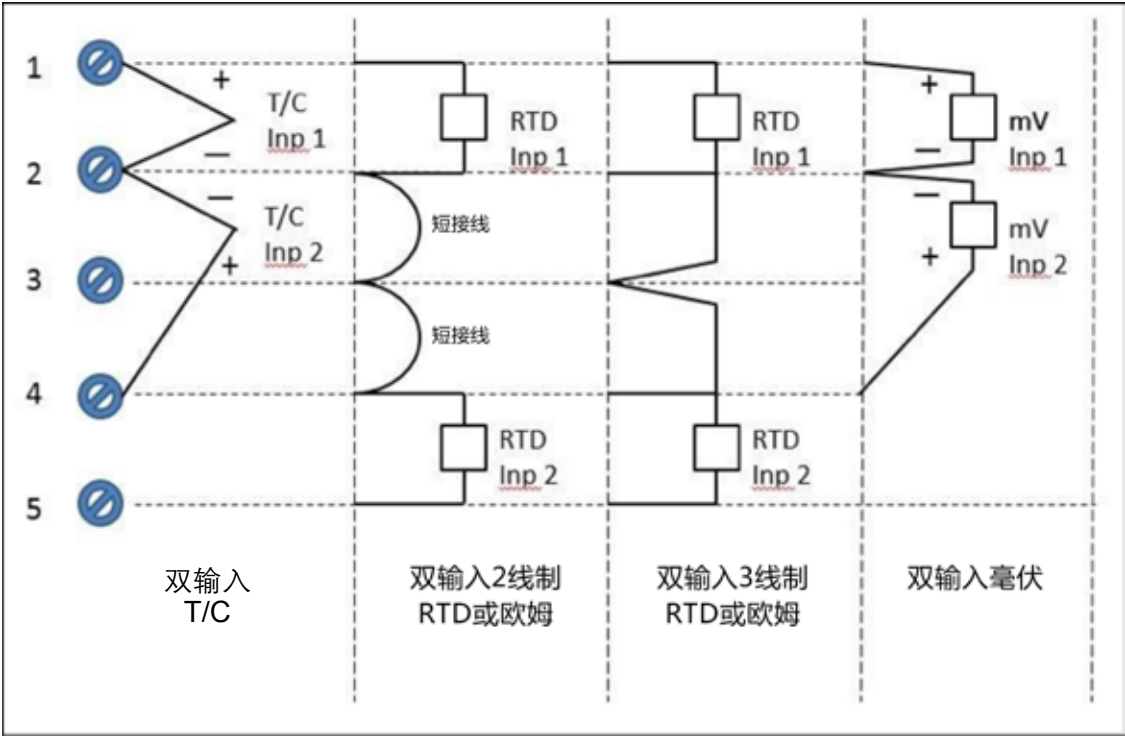 1
2
3
4
5
+
T/C
Inp 1
—
—
T/C
Inp 2
+
RTD
Inp 1
短接线
短接线
RTD
Inp 2
RTD
Inp 1
RTD
Inp 2
+
mV
Inp 1
—
—
mV
Inp 2
+
双输入
T/C
双输入2线制
RTD或欧姆
双输入3线制
RTD或欧姆
双输入毫伏